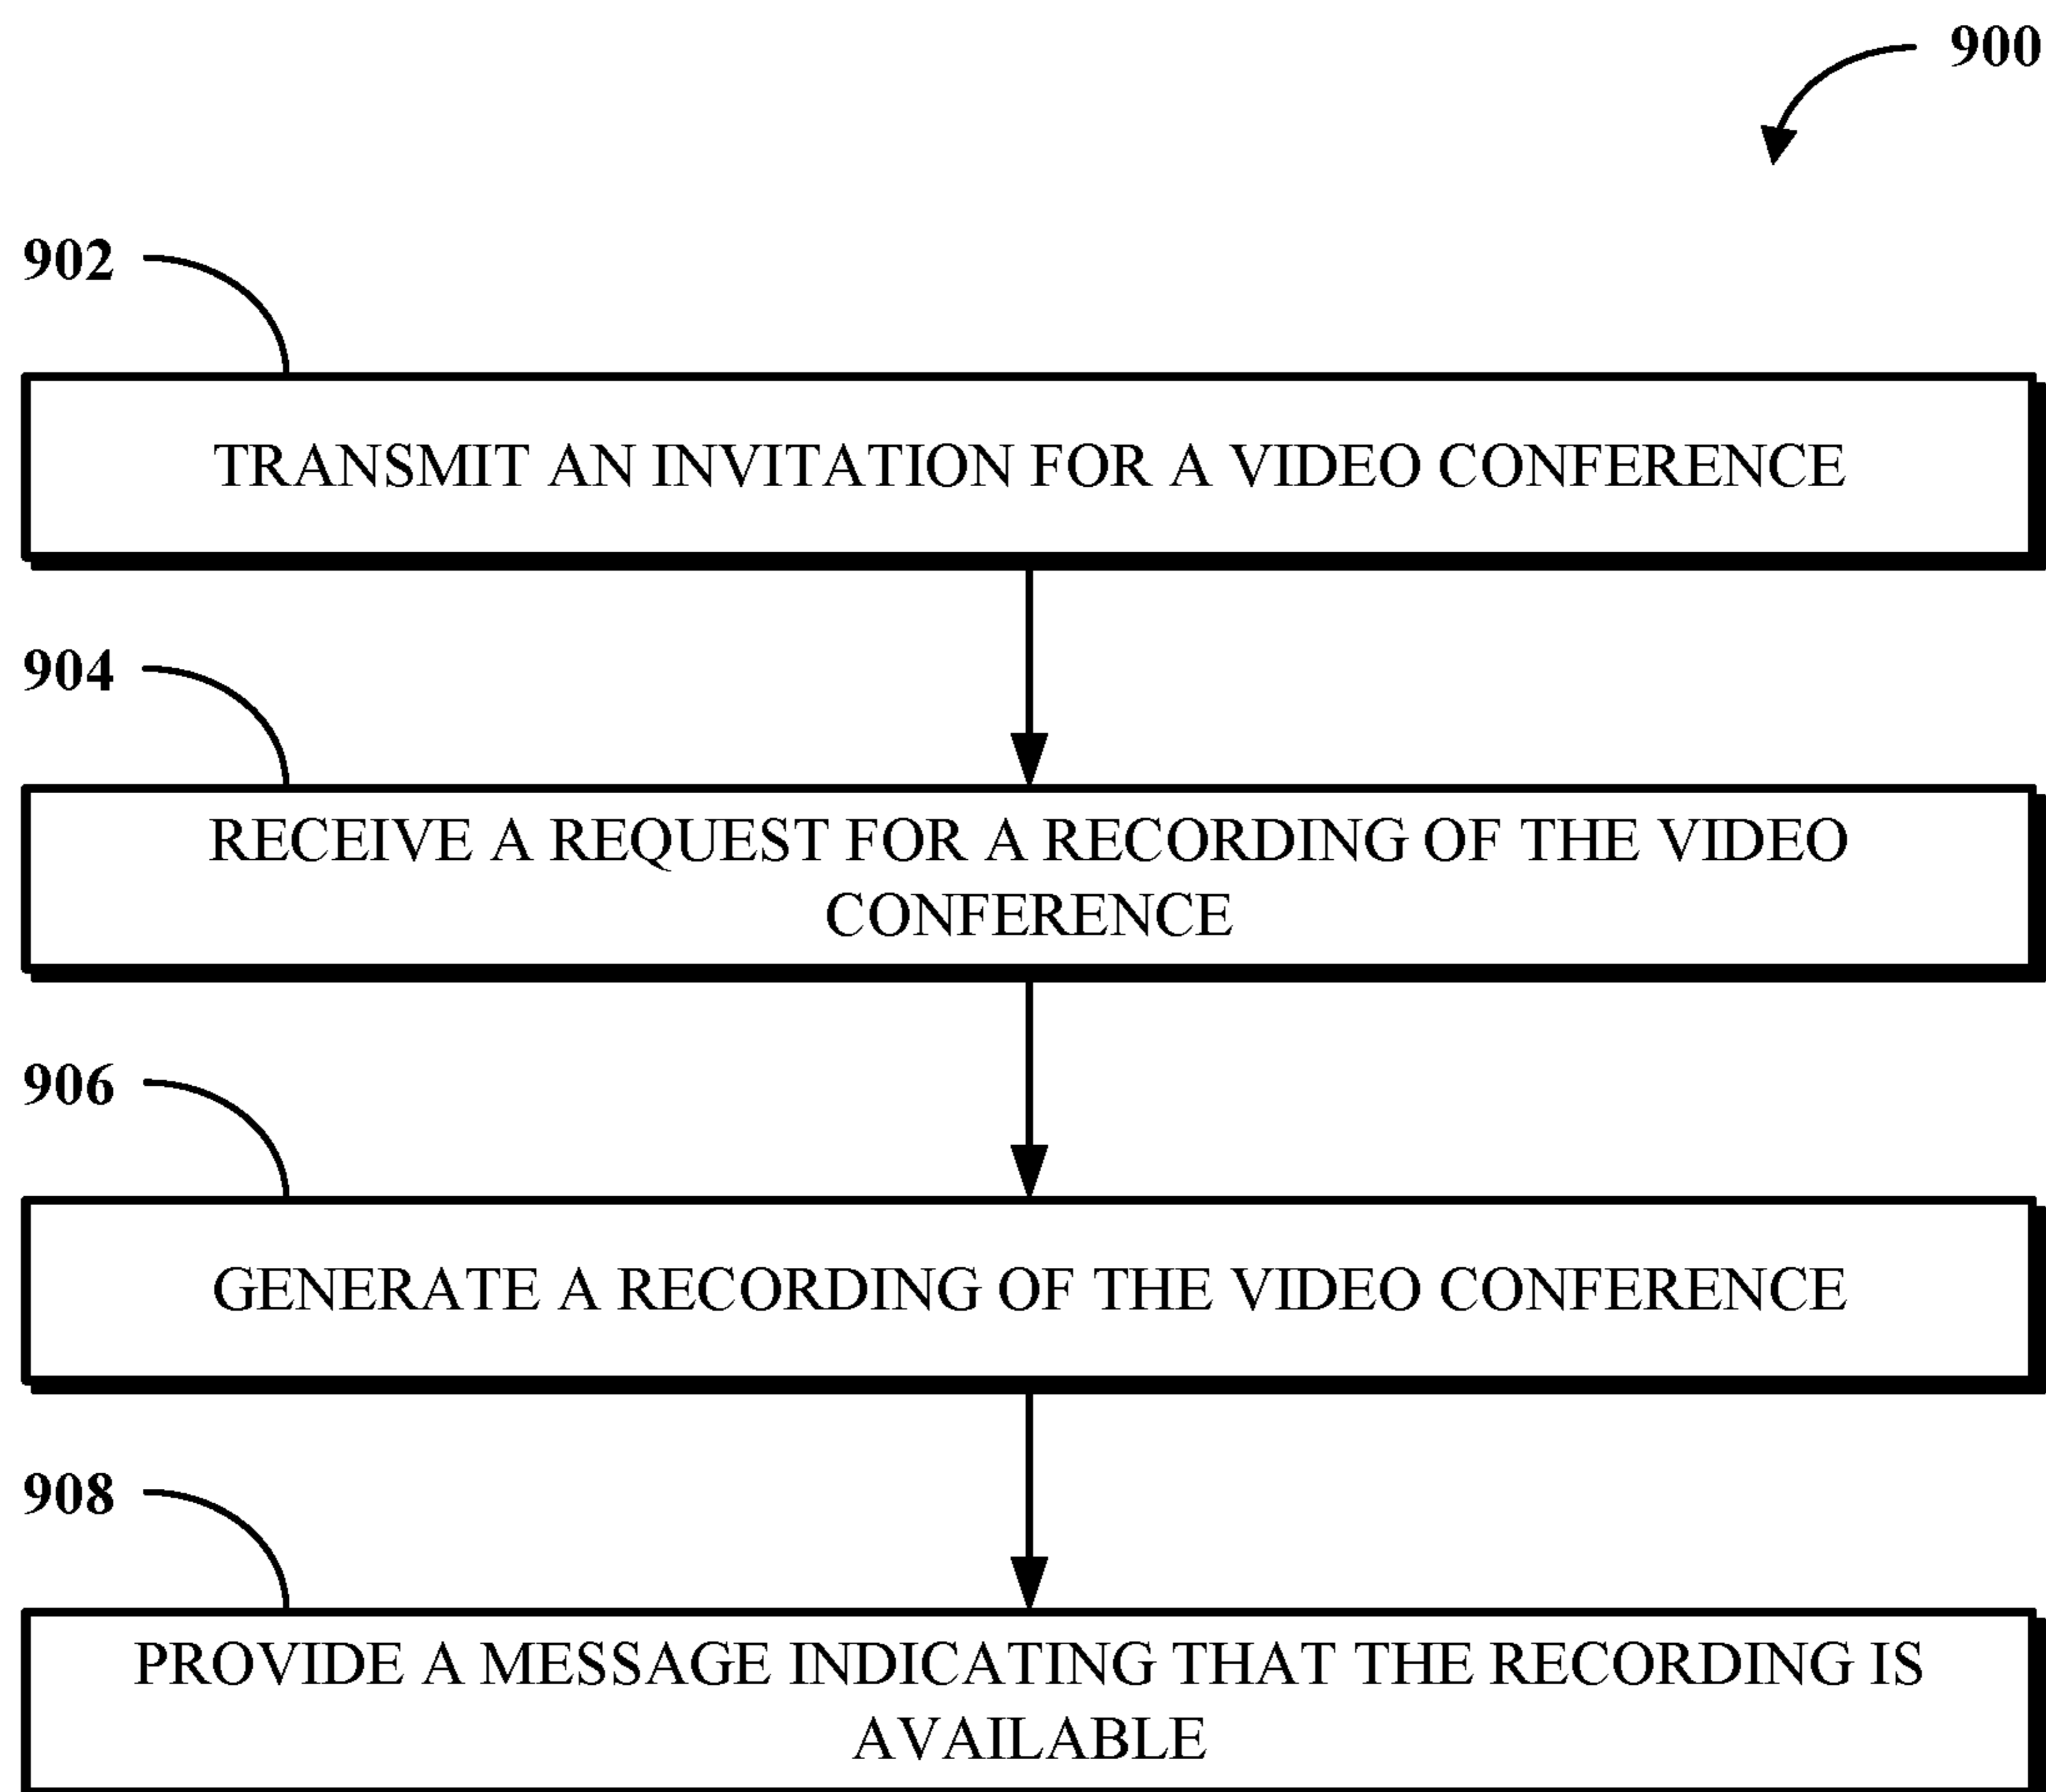 900
902
TRANSMIT AN INVITATION FOR A VIDEO CONFERENCE
904
RECEIVE A REQUEST FOR A RECORDING OF THE VIDEO
CONFERENCE
906
GENERATE A RECORDING OF THE VIDEO CONFERENCE
908
PROVIDE A MESSAGE INDICATING THAT THE RECORDING IS
AVAILABLE